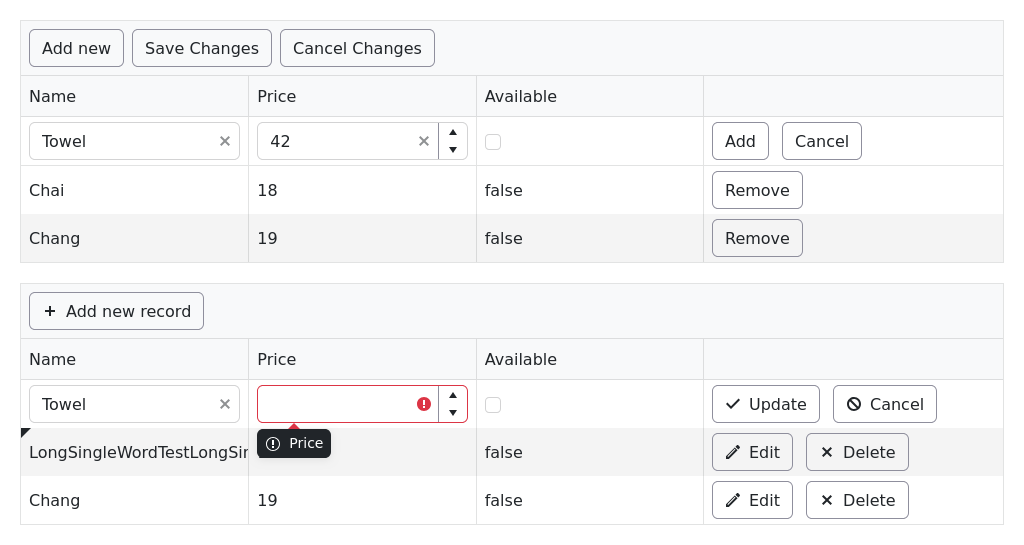 Add new Save Changes Cancel Changes
Name Price Available
Towel 42 Add Cancel
Chai 18 false Remove
Chang 19 false Remove
Add new record
Name Price Available
Towel Update Cancel
Price
LongSingleWordTestLongSin false Edit Delete
Chang 19 false Edit Delete